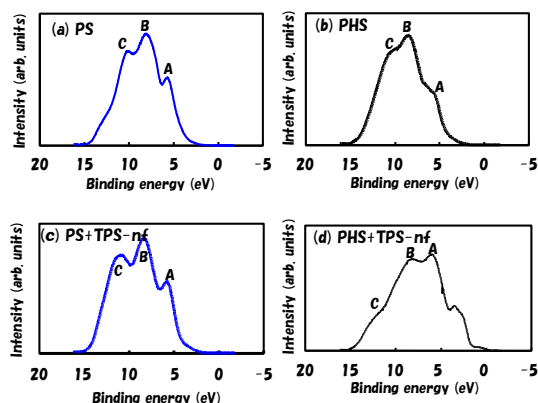 (a) PS
C
B
A
Intensity (arb. units)
20 15 10 5 0 -5
Binding energy (eV)
(b) PHS
C
B
A
Intensity (arb. units)
20 15 10 5 0 -5
Binding energy (eV)
(c) PS+TPS-nf
C
B
A
Intensity (arb. units)
20 15 10 5 0 -5
Binding energy (eV)
(d) PHS+TPS-nf
C
B
A
Intensity (arb. units)
20 15 10 5 0 -5
Binding energy (eV)